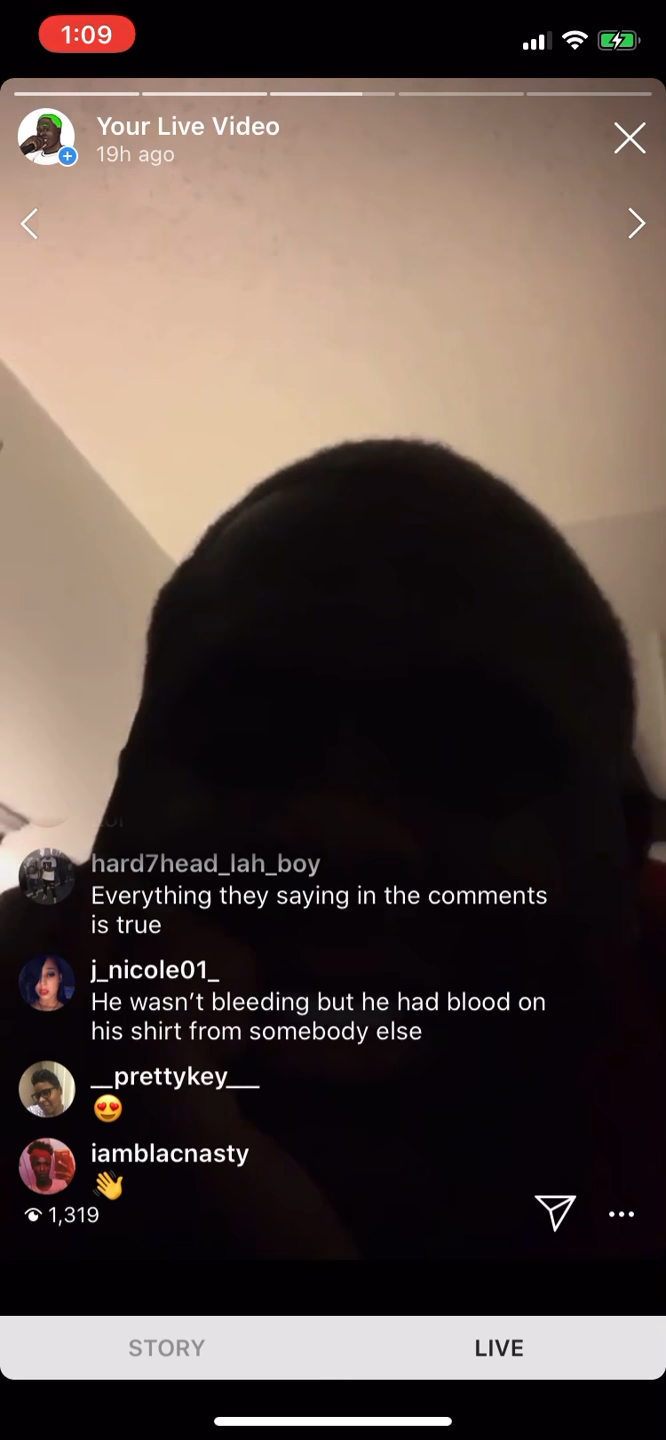 1:09
Your Live Video
19h ago
hard7head_lah_boy
Everything they saying in the comments
is true
j_nicole01_
He wasn’t bleeding but he had blood on
his shirt from somebody else
__prettykey___
😍
iamblacnasty
👋
1,319
STORY LIVE